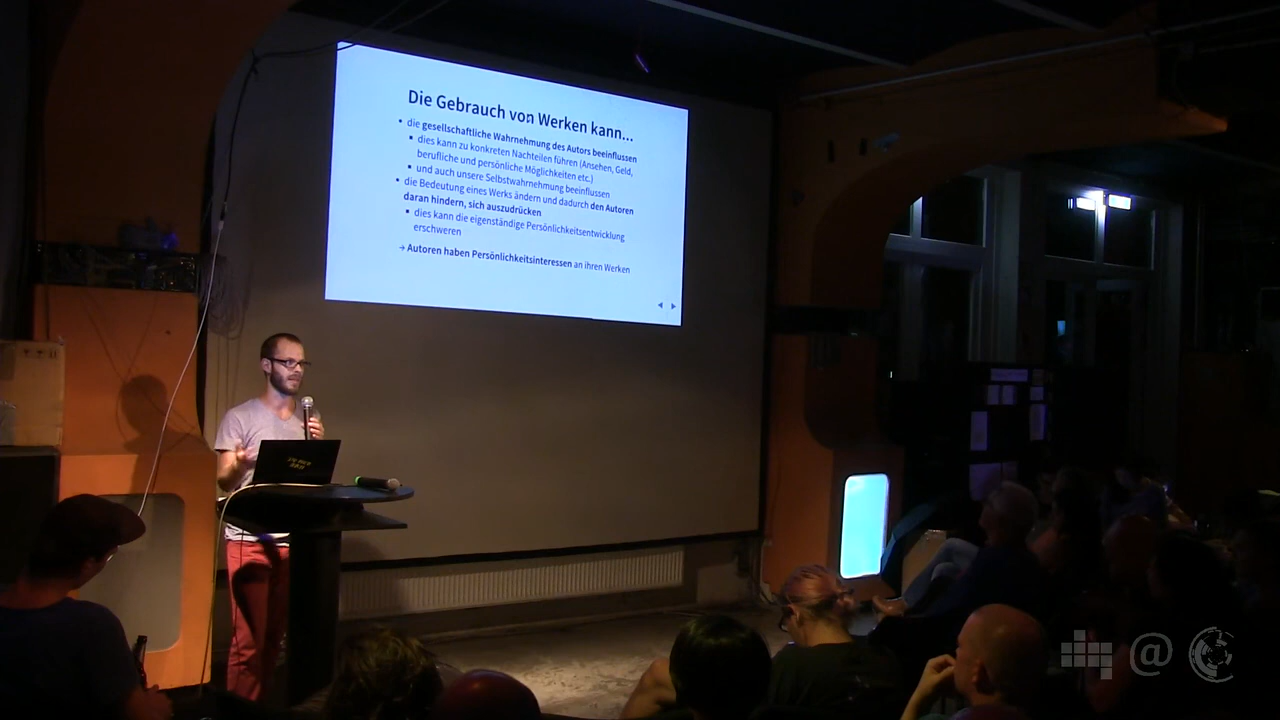 Die Gebrauch von Werken kann...
• die gesellschaftliche Wahrnehmung des Autors beeinflussen
▪ dies kann zu konkreten Nachteilen führen (Ansehen, Geld,
berufliche und persönliche Möglichkeiten etc.)
▪ und auch unsere Selbstwahrnehmung beeinflussen
• die Bedeutung eines Werks ändern und dadurch den Autoren
daran hindern, sich auszudrücken
▪ dies kann die eigenständige Persönlichkeitsentwicklung
erschweren
→ Autoren haben Persönlichkeitsinteressen an ihren Werken
@